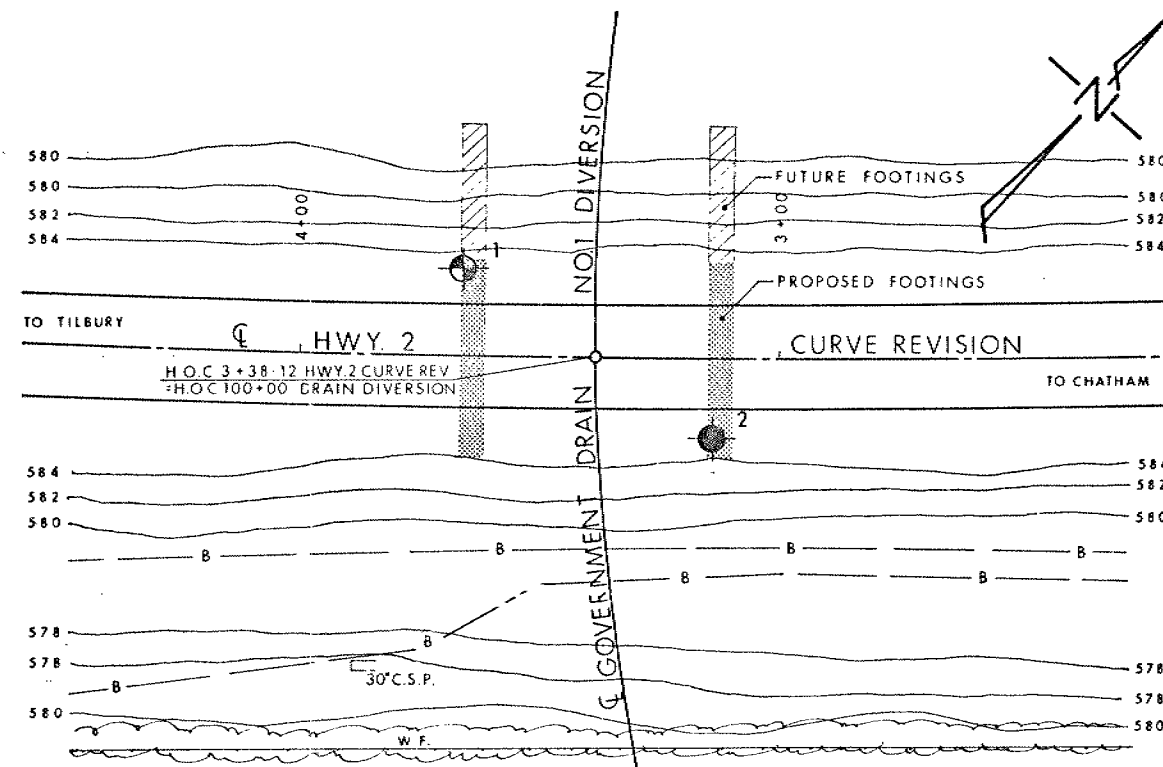 N
580
580
580
580
FUTURE FOOTINGS
582
582
4+00
3+00
584
584
1
PROPOSED FOOTINGS
TO TILBURY
℄ HWY. 2
CURVE REVISION
H.O.C 3+38·12 HWY.2 CURVE REV
=H.O.C 100+00 DRAIN DIVERSION
TO CHATHAM
2
℄ GOVERNMENT DRAIN NO.1 DIVERSION
584
584
582
582
580
580
B
B
B
B
B
B
578
B
578
578
B
30" C.S.P.
578
580
580
W.F.